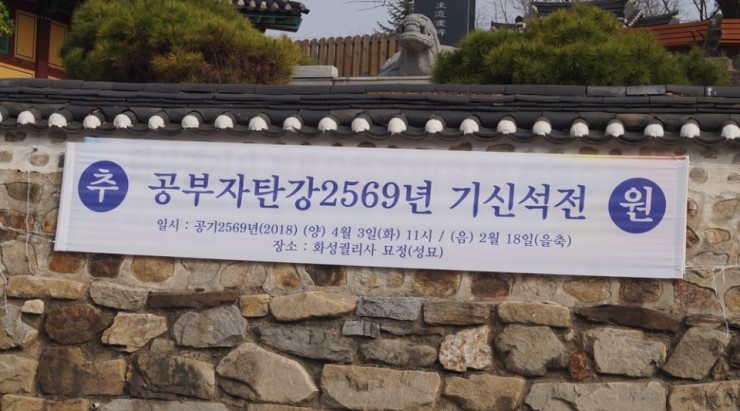 추 공부자탄강2569년 기신석전 원
일시 : 공기2569년(2018) (양) 4월 3일(화) 11시 / (음) 2월 18일(을축)
장소 : 화성궐리사 묘정(성묘)